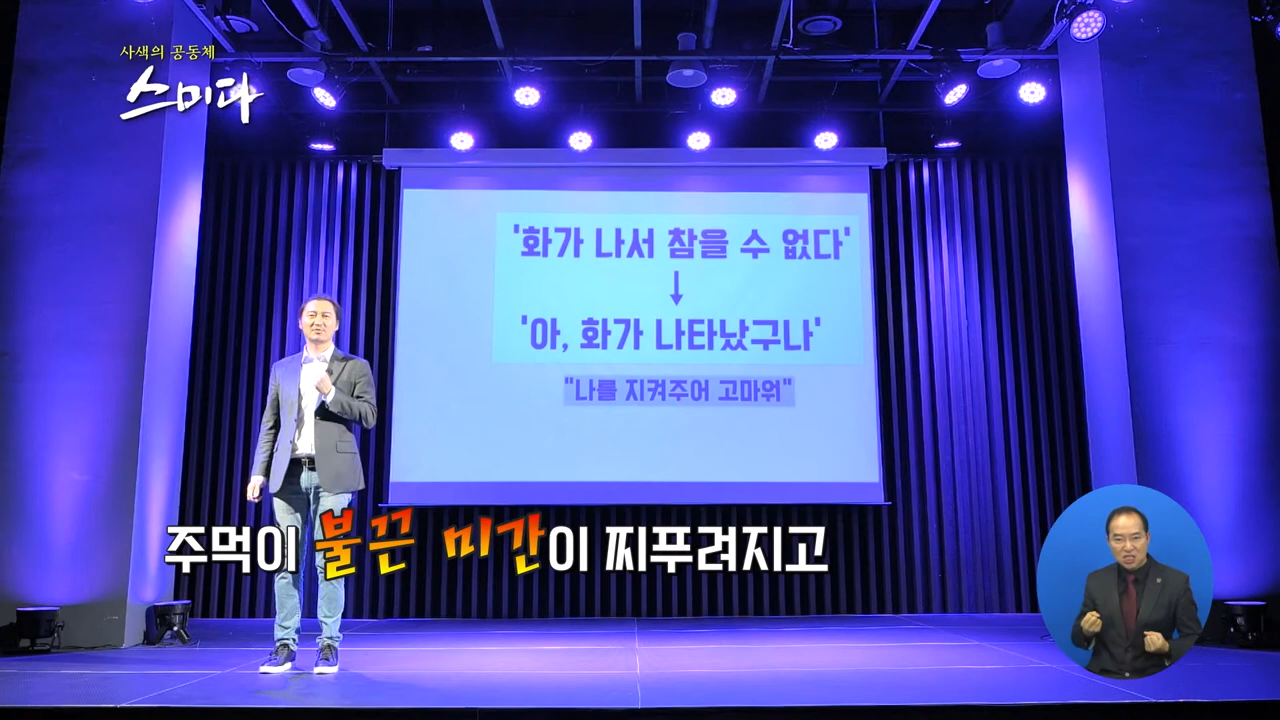 사색의 공동체
스미다
'화가 나서 참을 수 없다'
↓
'아, 화가 나타났구나'
"나를 지켜주어 고마워"
주먹이 불끈 미간이 찌푸려지고